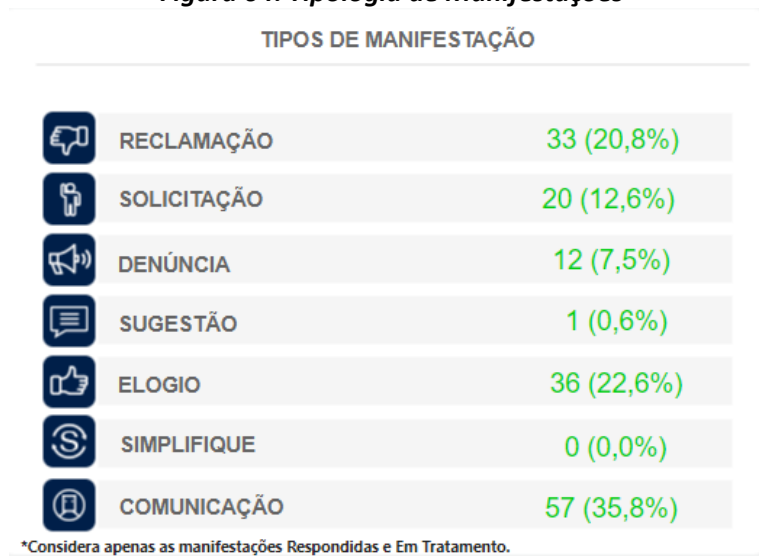 TIPOS DE MANIFESTAÇÃO
RECLAMAÇÃO 33 (20,8%)
SOLICITAÇÃO 20 (12,6%)
DENÚNCIA 12 (7,5%)
SUGESTÃO 1 (0,6%)
ELOGIO 36 (22,6%)
SIMPLIFIQUE 0 (0,0%)
COMUNICAÇÃO 57 (35,8%)
*Considera apenas as manifestações Respondidas e Em Tratamento.